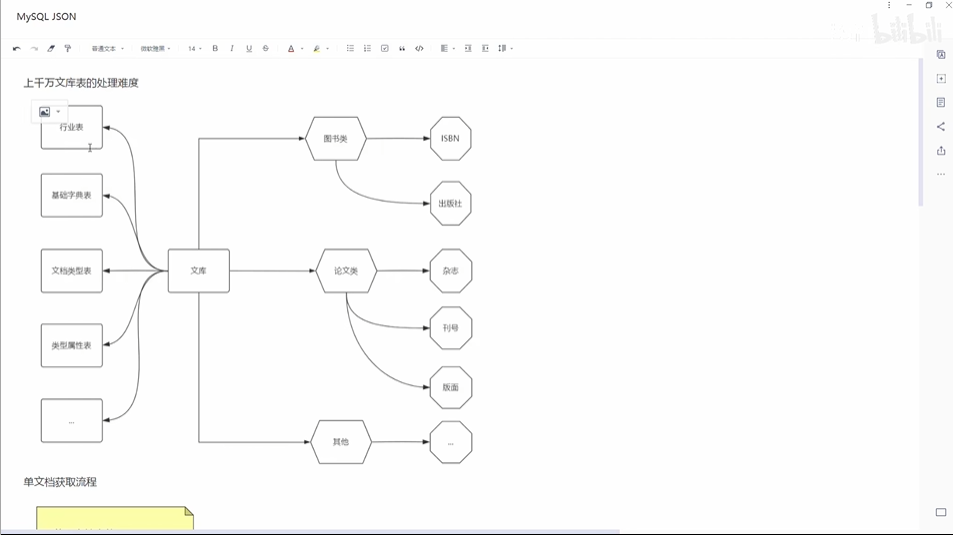 MySQL JSON
bilibili
普通文本
微软雅黑
14
B
I
U
S
A
上千万文库表的处理难度
行业表
基础字典表
文档类型表
类型属性表
...
文库
图书类
论文类
其他
ISBN
出版社
杂志
刊号
版面
...
单文档获取流程